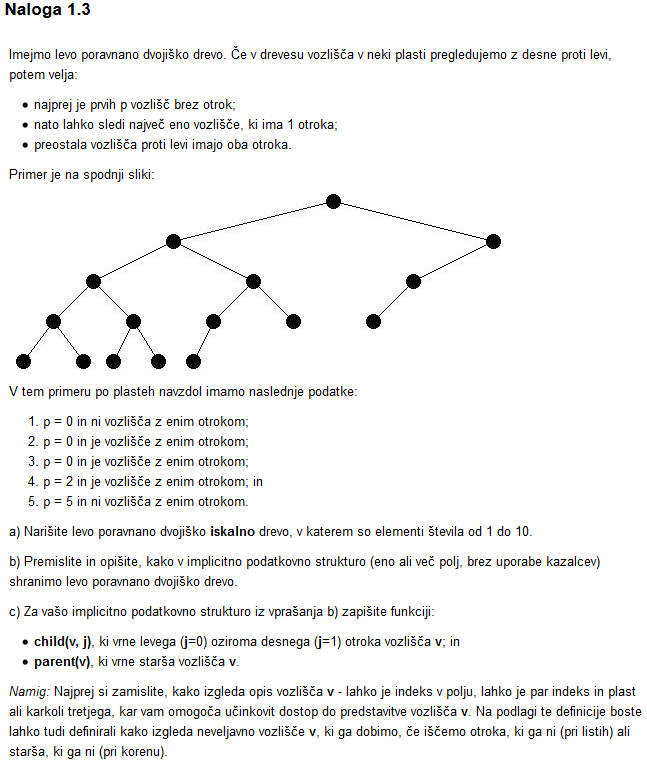 Naloga 1.3
Imejmo levo poravnano dvojiško drevo. Če v drevesu vozlišča v neki plasti pregledujemo z desne proti levi,
potem velja:
• najprej je prvih p vozlišč brez otrok;
• nato lahko sledi največ eno vozlišče, ki ima 1 otroka;
• preostala vozlišča proti levi imajo oba otroka.
Primer je na spodnji sliki:
V tem primeru po plasteh navzdol imamo naslednje podatke:
1. p = 0 in ni vozlišča z enim otrokom;
2. p = 0 in je vozlišče z enim otrokom;
3. p = 0 in je vozlišče z enim otrokom;
4. p = 2 in je vozlišče z enim otrokom; in
5. p = 5 in ni vozlišča z enim otrokom.
a) Narišite levo poravnano dvojiško iskalno drevo, v katerem so elementi števila od 1 do 10.
b) Premislite in opišite, kako v implicitno podatkovno strukturo (eno ali več polj, brez uporabe kazalcev)
shranimo levo poravnano dvojiško drevo.
c) Za vašo implicitno podatkovno strukturo iz vprašanja b) zapišite funkciji:
• child(v, j), ki vrne levega (j=0) oziroma desnega (j=1) otroka vozlišča v; in
• parent(v), ki vrne starša vozlišča v.
Namig: Najprej si zamislite, kako izgleda opis vozlišča v - lahko je indeks v polju, lahko je par indeks in plast
ali karkoli tretjega, kar vam omogoča učinkovit dostop do predstavitve vozlišča v. Na podlagi te definicije boste
lahko tudi definirali kako izgleda neveljavno vozlišče v, ki ga dobimo, če iščemo otroka, ki ga ni (pri listih) ali
starša, ki ga ni (pri korenu).